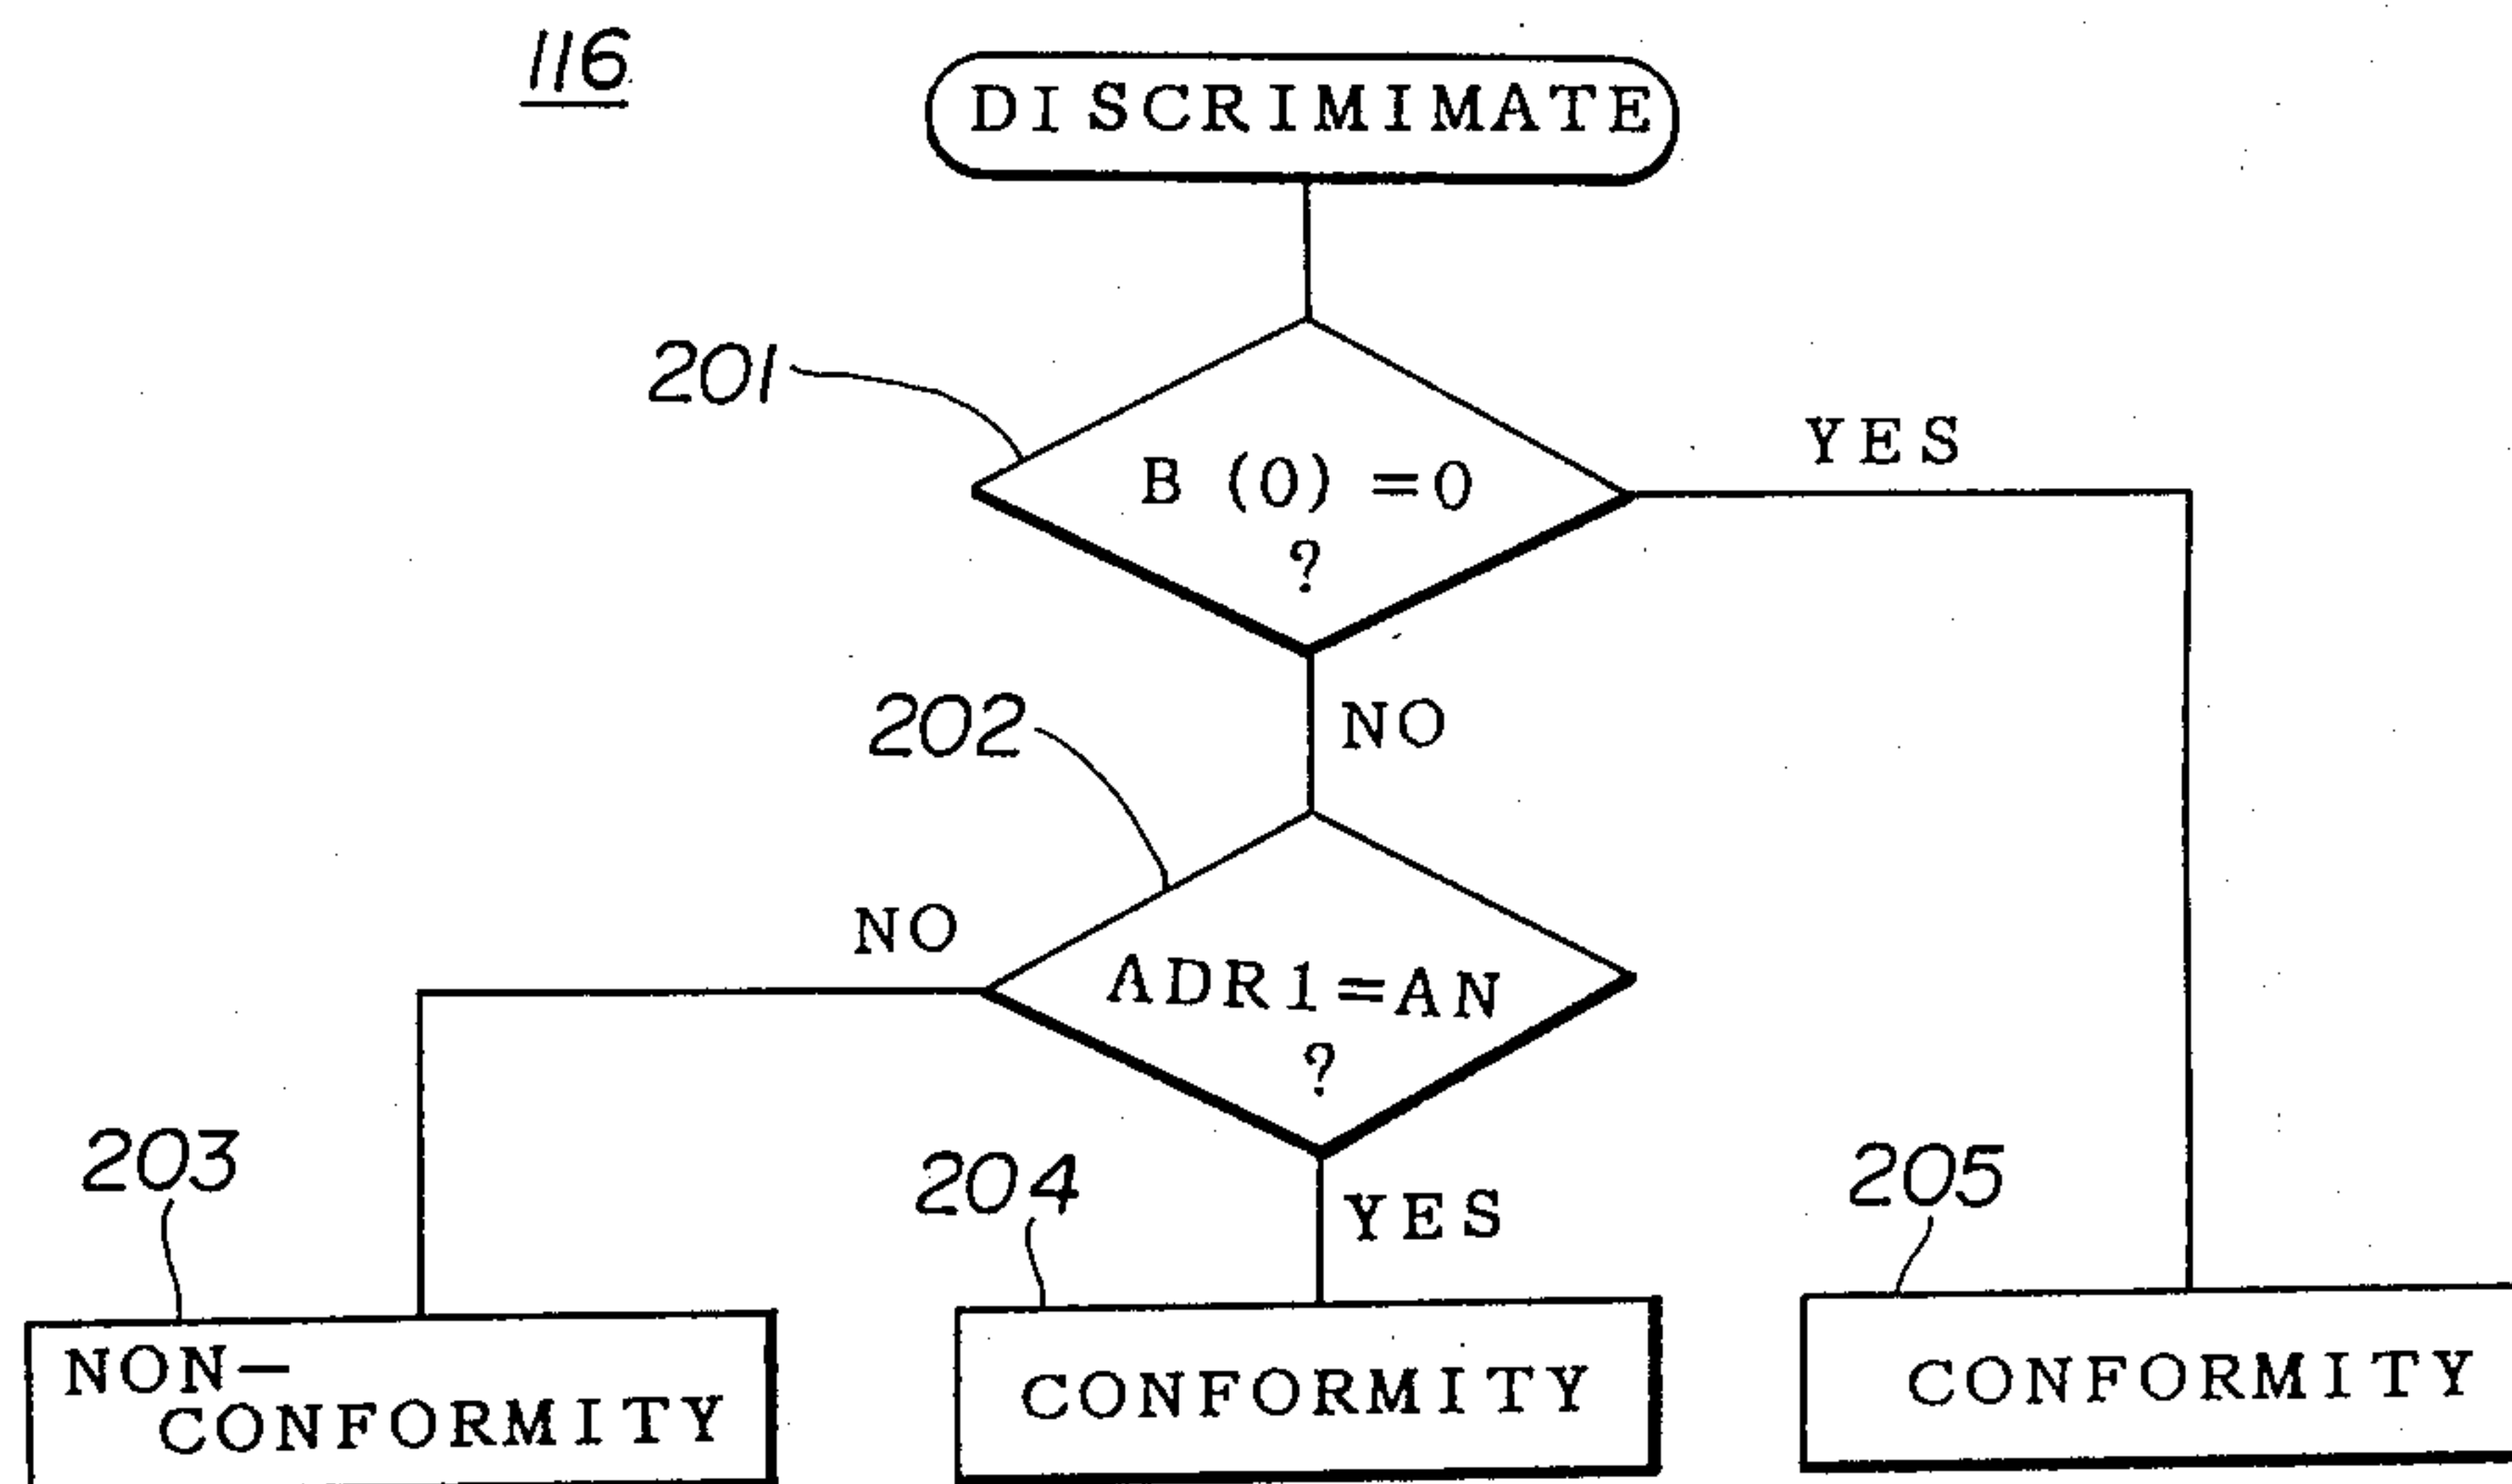 116
DISCRIMIMATE
201
B (0) =0
?
YES
202
NO
NO
ADR1=AN
?
203
204
YES
205
NON-
CONFORMITY
CONFORMITY
CONFORMITY